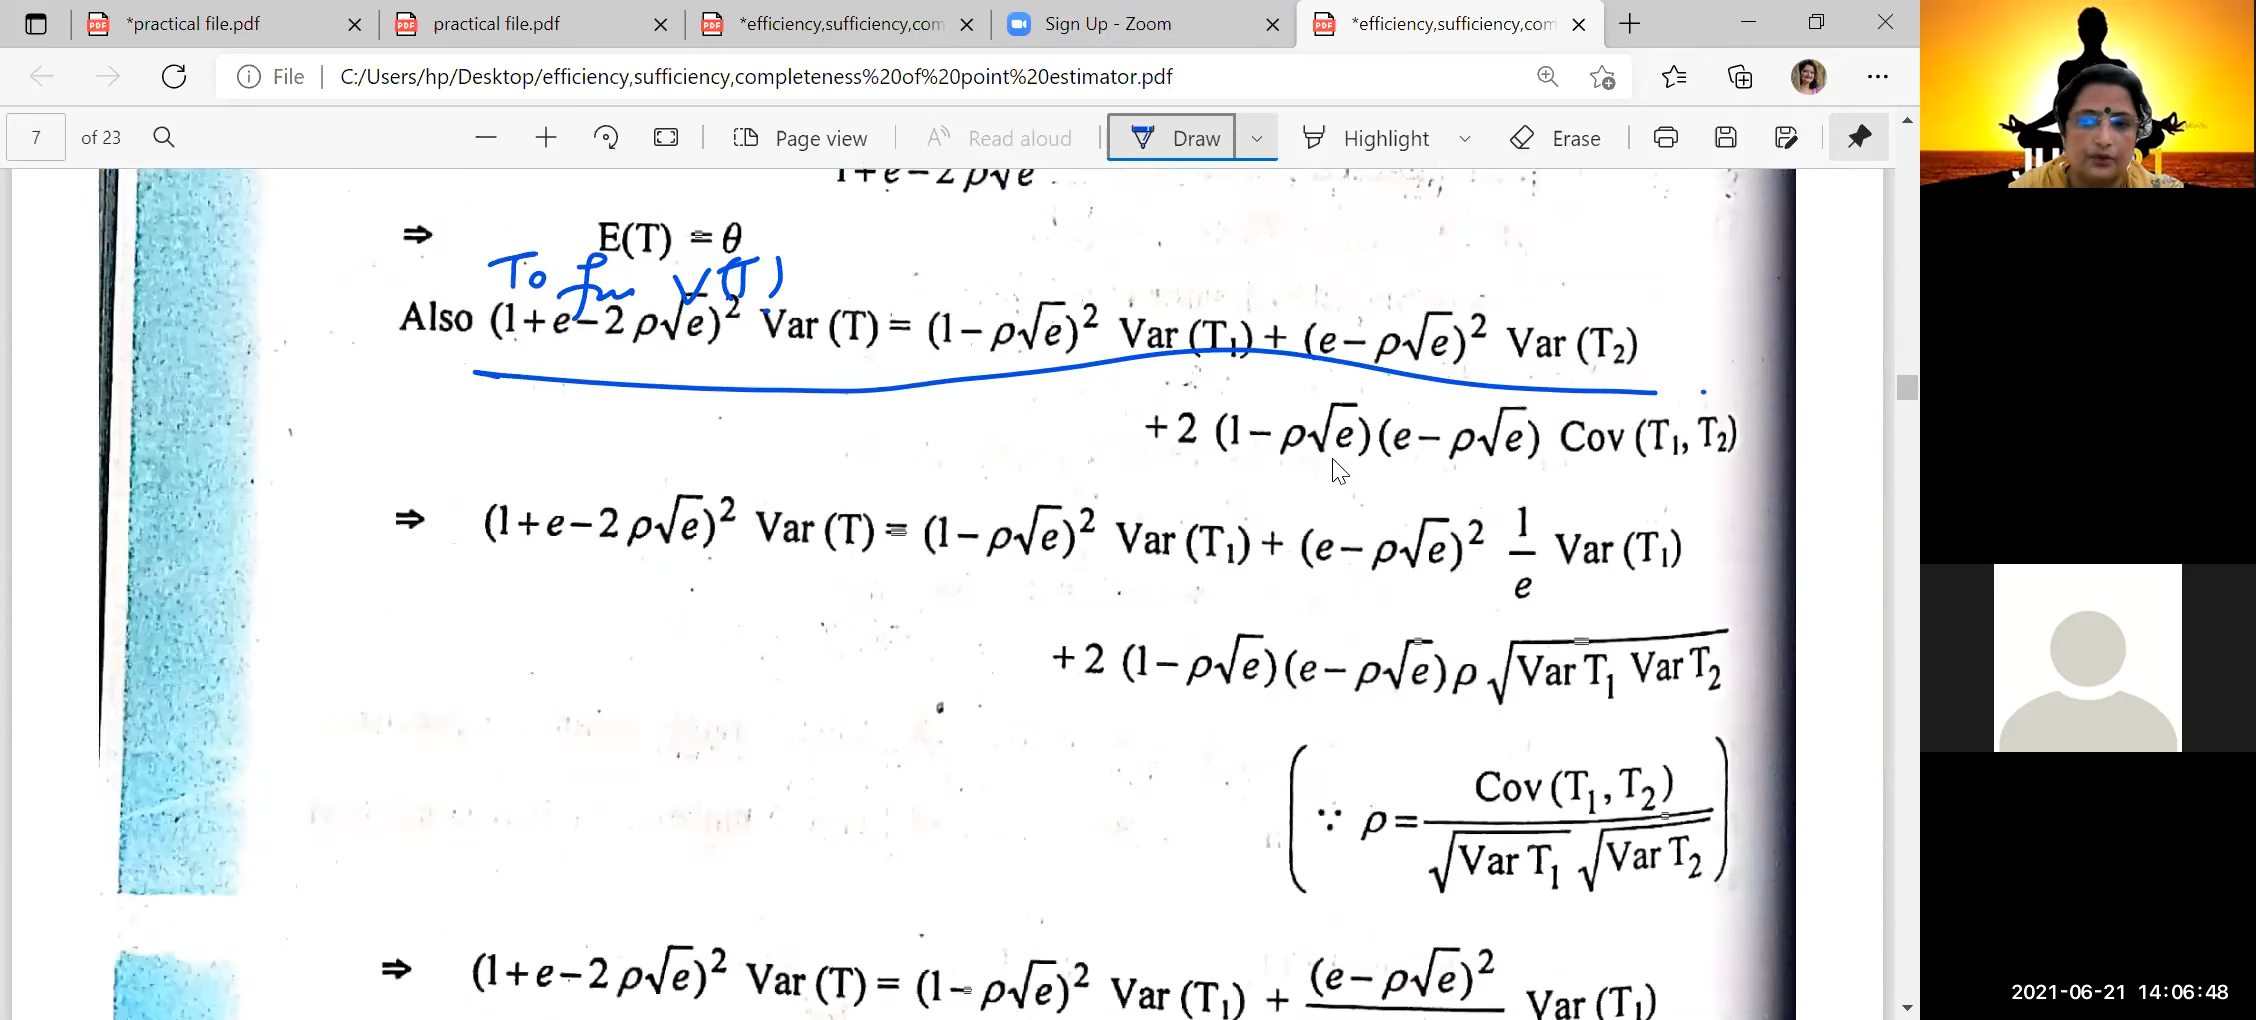 *practical file.pdf practical file.pdf *efficiency,sufficiency,com Sign Up - Zoom *efficiency,sufficiency,com
File C:/Users/hp/Desktop/efficiency,sufficiency,completeness%20of%20point%20estimator.pdf
7 of 23 Page view Read aloud Draw Highlight Erase
1+e−2ρ√e
⇒ E(T) = θ
To V(T)
Also (1+e−2ρ√e)² Var (T) = (1−ρ√e)² Var (T₁) + (e−ρ√e)² Var (T₂)
+2 (1−ρ√e)(e−ρ√e) Cov (T₁, T₂)
⇒ (1+e−2ρ√e)² Var (T) = (1−ρ√e)² Var (T₁) + (e−ρ√e)² 1/e Var (T₁)
+2 (1−ρ√e)(e−ρ√e)ρ √(Var T₁ Var T₂)
(∵ ρ = Cov (T₁, T₂) / √Var T₁ √Var T₂)
⇒ (1+e−2ρ√e)² Var (T) = (1−ρ√e)² Var (T₁) + (e−ρ√e)² Var (T₁)
2021-06-21 14:06:48